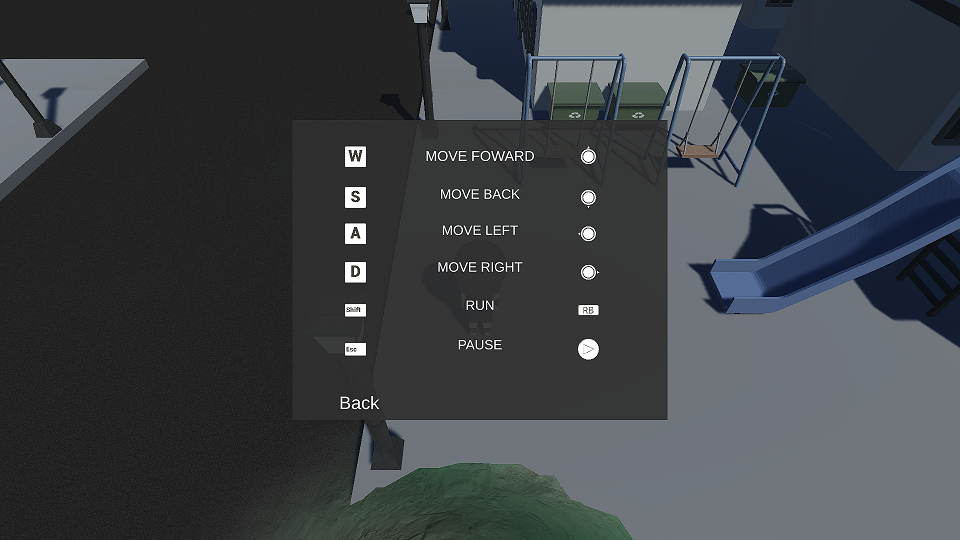 W MOVE FOWARD
S MOVE BACK
A MOVE LEFT
D MOVE RIGHT
Shift RUN RB
Esc PAUSE
Back